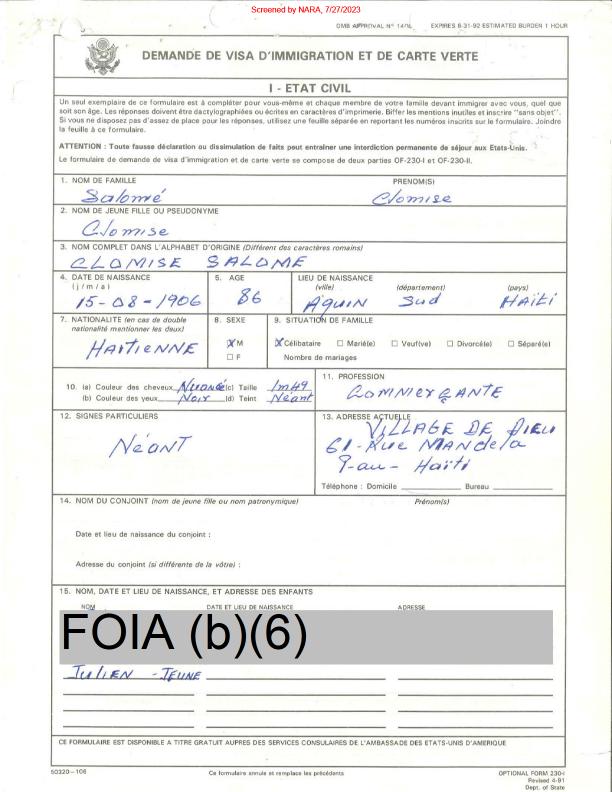 Screened by NARA, 7/27/2023
OMB APPROVAL Nº 14 EXPIRES 8-31-92 ESTIMATED BURDEN 1 HOUR
DEMANDE DE VISA D'IMMIGRATION ET DE CARTE VERTE
I - ETAT CIVIL
Un seul exemplaire de ce formulaire est à compléter pour vous-même et chaque membre de votre famille devant immigrer avec vous, quel que
soit son âge. Les réponses doivent être dactylographiées ou écrites en caractères d'imprimerie. Biffer les mentions inutiles et inscrire "sans objet".
Si vous ne disposez pas d'assez de place pour les réponses, utilisez une feuille séparée en reportant les numéros inscrits sur le formulaire. Joindre
la feuille à ce formulaire.
ATTENTION : Toute fausse déclaration ou dissimulation de faits peut entraîner une interdiction permanente de séjour aux Etats-Unis.
Le formulaire de demande de visa d'immigration et de carte verte se compose de deux parties OF-230-I et OF-230-II.
1. NOM DE FAMILLE PRENOM(S)
Salomé Clomise
2. NOM DE JEUNE FILLE OU PSEUDONYME
Clomise
3. NOM COMPLET DANS L'ALPHABET D'ORIGINE (Différent des caractères romains)
CLOMISE SALOME
4. DATE DE NAISSANCE 5. AGE LIEU DE NAISSANCE
(j / m / a) (ville) (département) (pays)
15-08-1906 86 AQUIN Sud HAÏTI
7. NATIONALITÉ (en cas de double 8. SEXE 9. SITUATION DE FAMILLE
nationalité mentionner les deux)
HAITIENNE X M X Célibataire ☐ Marié(e) ☐ Veuf(ve) ☐ Divorcé(e) ☐ Séparé(e)
☐ F Nombre de mariages
10. (a) Couleur des cheveux Nuancé (c) Taille 1m49
(b) Couleur des yeux Noir (d) Teint Néant
11. PROFESSION
COMMERÇANTE
12. SIGNES PARTICULIERS
NéANT
13. ADRESSE ACTUELLE
VILLAGE DE DIEU
61-Rue MANdela
P-au- Haïti
Téléphone : Domicile Bureau
14. NOM DU CONJOINT (nom de jeune fille ou nom patronymique) Prénom(s)
Date et lieu de naissance du conjoint :
Adresse du conjoint (si différente de la vôtre) :
15. NOM, DATE ET LIEU DE NAISSANCE, ET ADRESSE DES ENFANTS
NOM DATE ET LIEU DE NAISSANCE ADRESSE
FOIA (b)(6)
JULIEN - JEUNE
CE FORMULAIRE EST DISPONIBLE A TITRE GRATUIT AUPRES DES SERVICES CONSULAIRES DE L'AMBASSADE DES ETATS-UNIS D'AMERIQUE
50320-106 Ce formulaire annule et remplace les précédents OPTIONAL FORM 230-I
Revised 4-91
Dept. of State